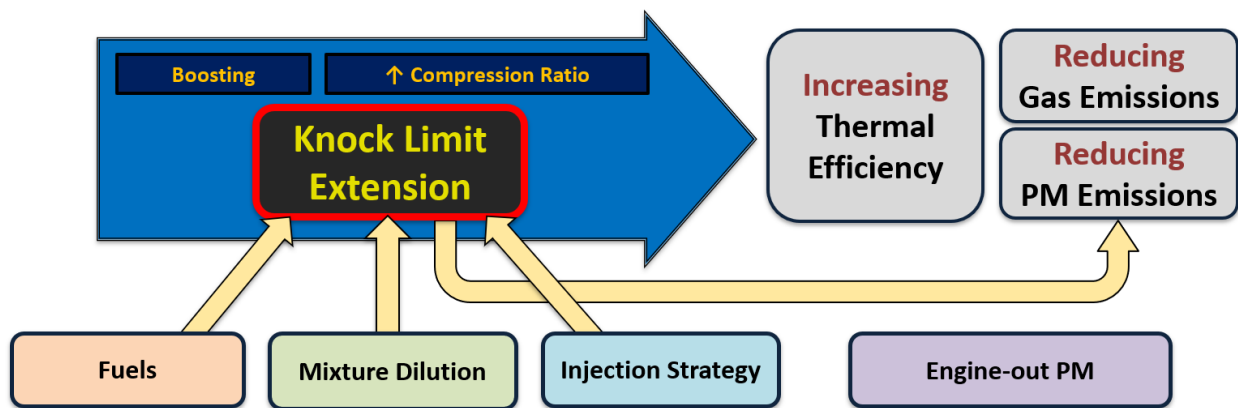 Boosting
↑ Compression Ratio
Knock Limit
Extension
Increasing
Thermal
Efficiency
Reducing
Gas Emissions
Reducing
PM Emissions
Fuels
Mixture Dilution
Injection Strategy
Engine-out PM